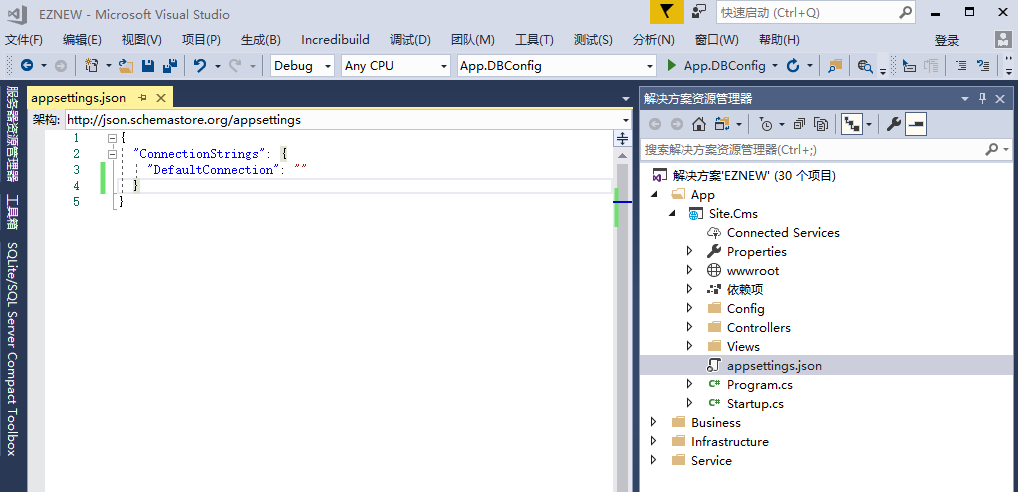 EZNEW - Microsoft Visual Studio
快速启动 (Ctrl+Q)
文件(F) 编辑(E) 视图(V) 项目(P) 生成(B) Incredibuild 调试(D) 团队(M) 工具(T) 测试(S) 分析(N) 窗口(W) 帮助(H) 登录
Debug Any CPU App.DBConfig App.DBConfig
服务器资源管理器
工具箱
SQLite/SQL Server Compact Toolbox
appsettings.json
架构: http://json.schemastore.org/appsettings
1 {
2 "ConnectionStrings": {
3 "DefaultConnection": ""
4 }
5 }
解决方案资源管理器
搜索解决方案资源管理器(Ctrl+;)
解决方案'EZNEW' (30 个项目)
App
Site.Cms
Connected Services
Properties
wwwroot
依赖项
Config
Controllers
Views
appsettings.json
C# Program.cs
C# Startup.cs
Business
Infrastructure
Service